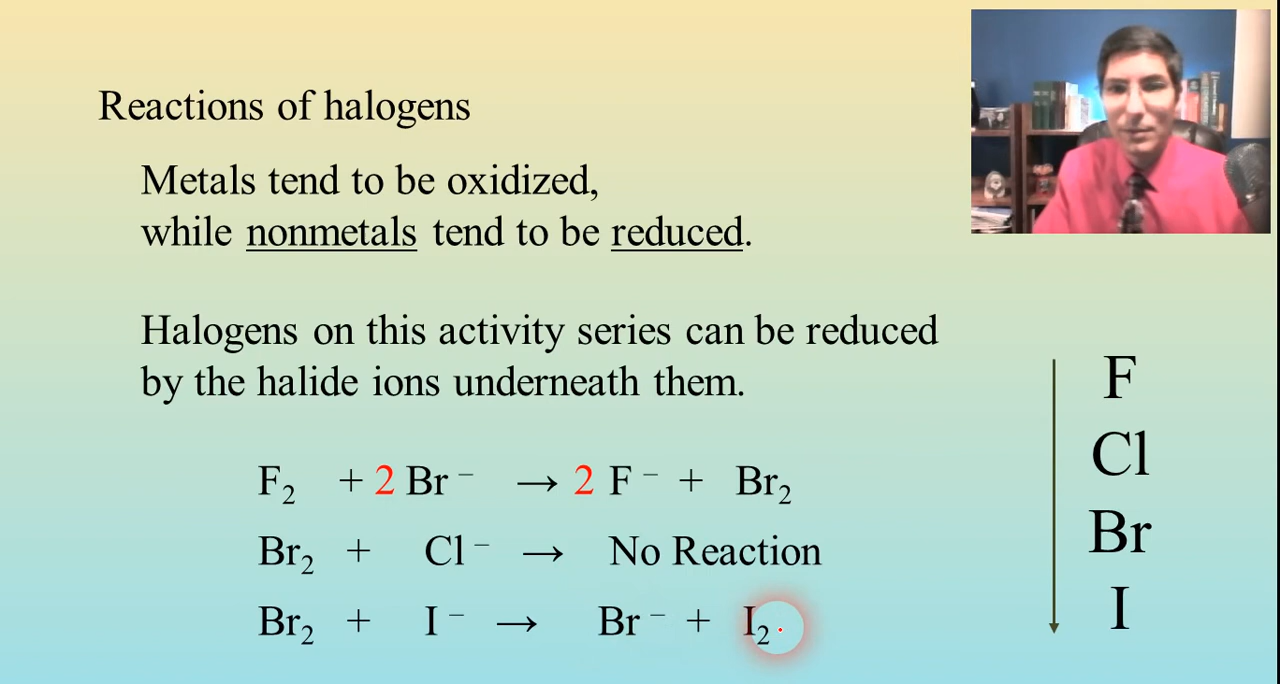 Reactions of halogens
Metals tend to be oxidized,
while nonmetals tend to be reduced.
Halogens on this activity series can be reduced
by the halide ions underneath them.
F₂ + 2 Br⁻ → 2 F⁻ + Br₂
Br₂ + Cl⁻ → No Reaction
Br₂ + I⁻ → Br⁻ + I₂
F
Cl
Br
I